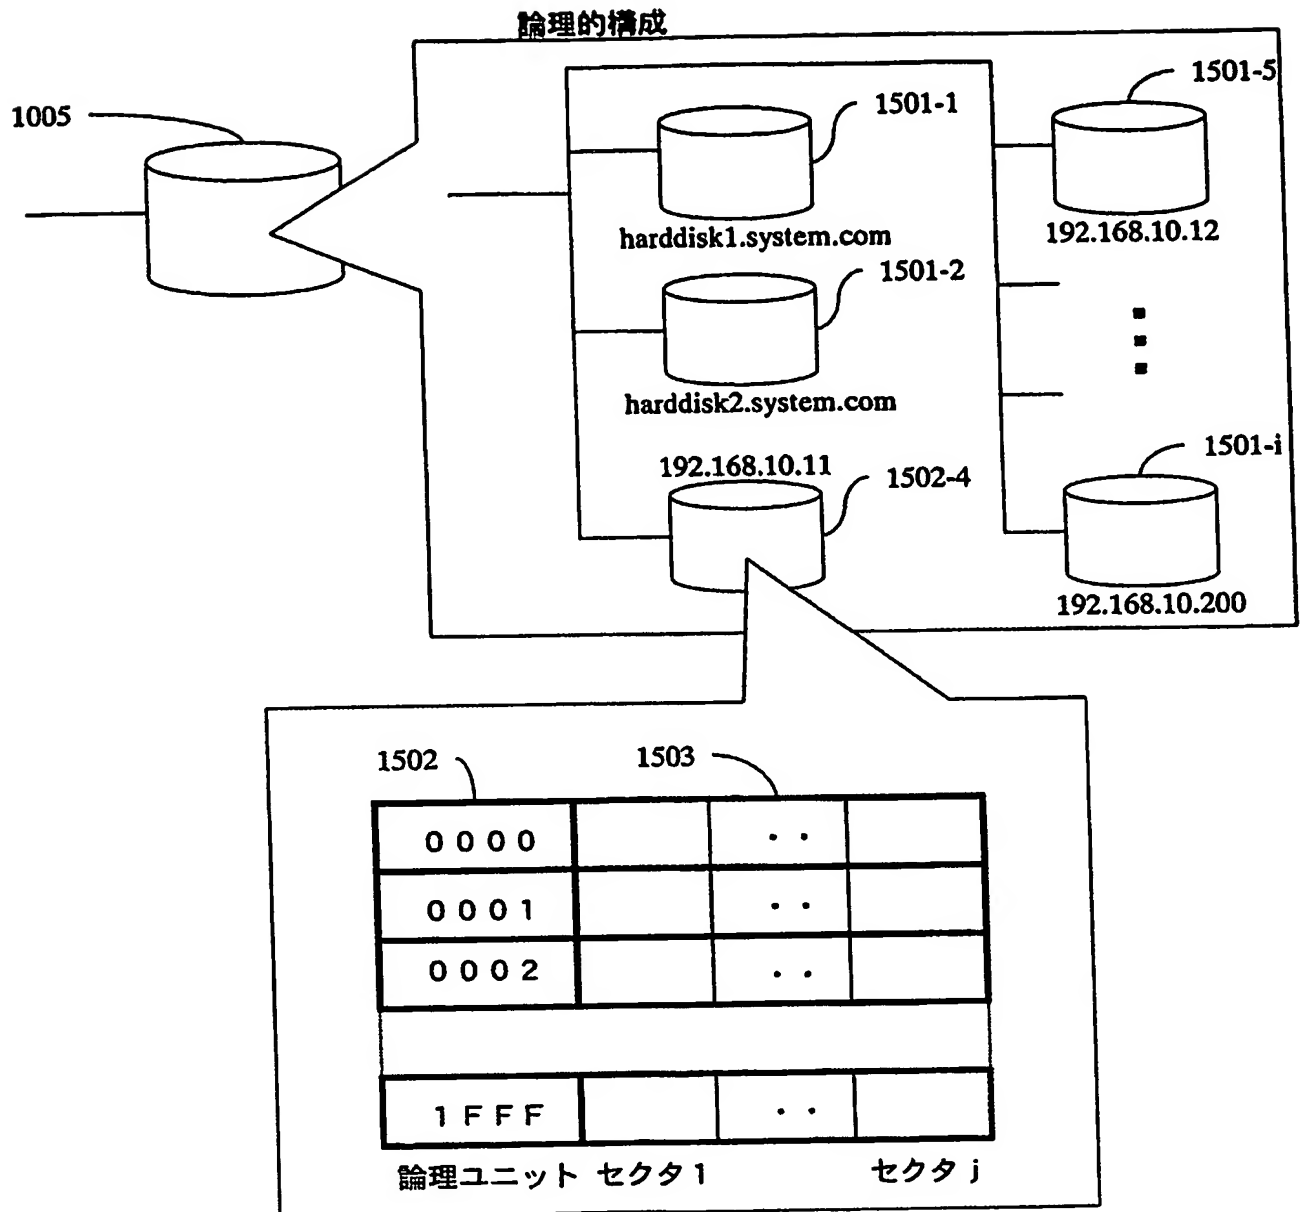 論理的構成
1005
1501-1
1501-5
harddisk1.system.com
192.168.10.12
1501-2
harddisk2.system.com
192.168.10.11
1502-4
1501-i
192.168.10.200
1502
1503
0000
‥
0001
‥
0002
‥
1FFF
‥
論理ユニット セクタ1 セクタj